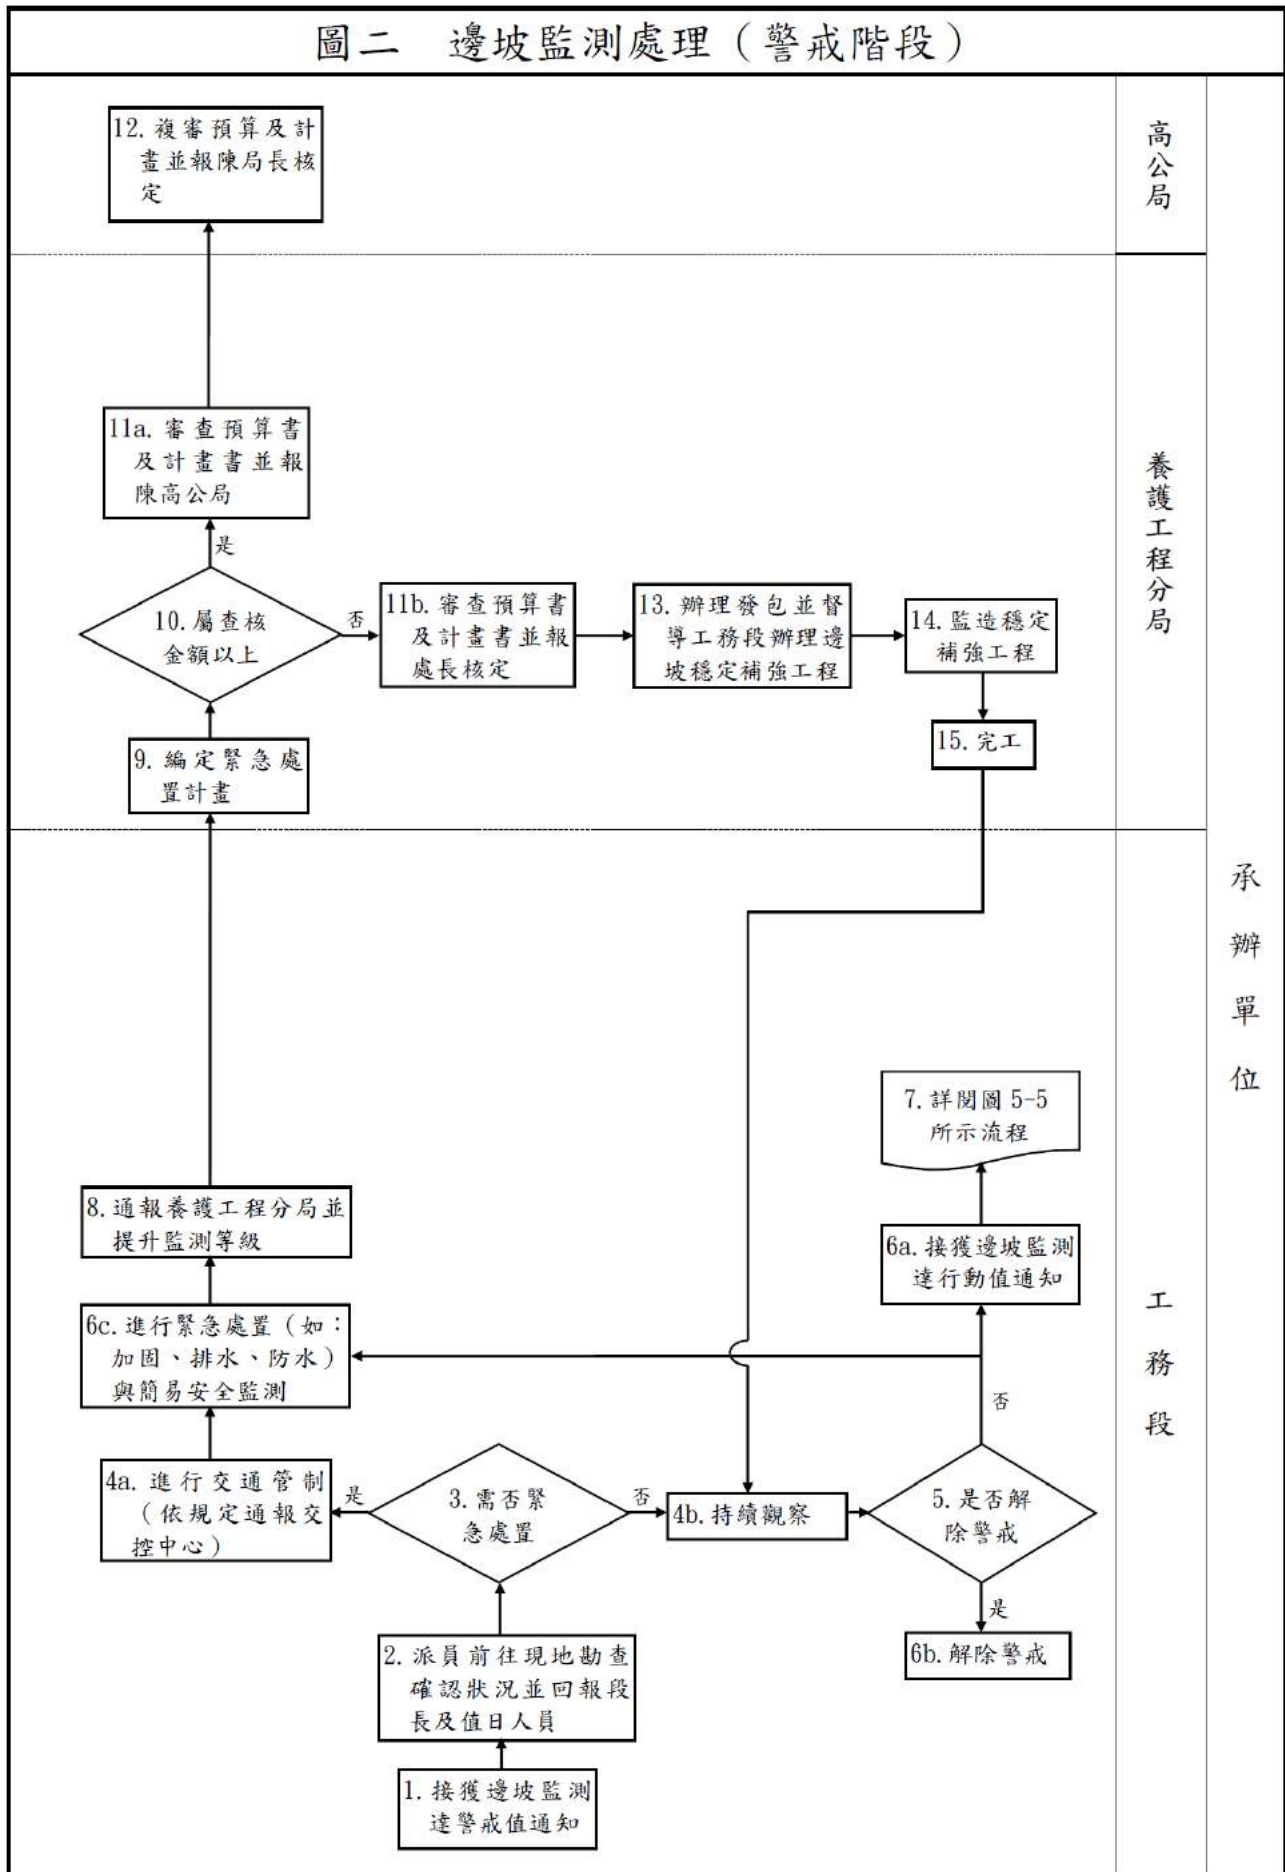 圖二 邊坡監測處理（警戒階段）
12. 複審預算及計
畫並報陳局長核
定
高公局
11a. 審查預算書
及計畫書並報
陳高公局
是
10. 屬查核
金額以上
否
11b. 審查預算書
及計畫書並報
處長核定
13. 辦理發包並督
導工務段辦理邊
坡穩定補強工程
14. 監造穩定
補強工程
15. 完工
9. 編定緊急處
置計畫
養護工程分局
承辦單位
7. 詳閱圖 5-5
所示流程
8. 通報養護工程分局並
提升監測等級
6a. 接獲邊坡監測
達行動值通知
6c. 進行緊急處置（如：
加固、排水、防水）
與簡易安全監測
否
4a. 進行交通管制
（依規定通報交
控中心）
是
3. 需否緊
急處置
否
4b. 持續觀察
5. 是否解
除警戒
是
6b. 解除警戒
2. 派員前往現地勘查
確認狀況並回報段
長及值日人員
1. 接獲邊坡監測
達警戒值通知
工務段